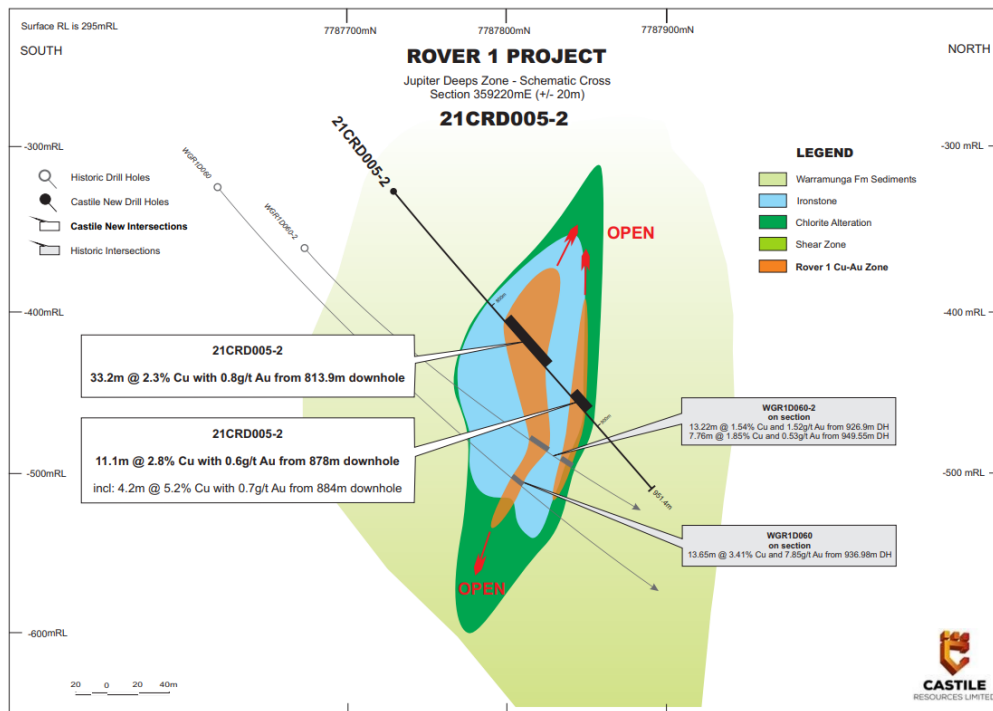 Surface RL is 295mRL
7787700mN
7787800mN
7787900mN
SOUTH
NORTH
ROVER 1 PROJECT
Jupiter Deeps Zone - Schematic Cross
Section 359220mE (+/- 20m)
21CRD005-2
-300mRL
-300 mRL
WGR1D060
21CRD005-2
WGR1D060-2
Historic Drill Holes
Castile New Drill Holes
Castile New Intersections
Historic Intersections
LEGEND
Warramunga Fm Sediments
Ironstone
Chlorite Alteration
Shear Zone
Rover 1 Cu-Au Zone
OPEN
800m
-400mRL
-400 mRL
21CRD005-2
33.2m @ 2.3% Cu with 0.8g/t Au from 813.9m downhole
21CRD005-2
11.1m @ 2.8% Cu with 0.6g/t Au from 878m downhole
incl: 4.2m @ 5.2% Cu with 0.7g/t Au from 884m downhole
WGR1D060-2
on section
13.22m @ 1.54% Cu and 1.52g/t Au from 926.9m DH
7.76m @ 1.85% Cu and 0.53g/t Au from 949.55m DH
900m
-500mRL
-500 mRL
951.4m
WGR1D060
on section
13.65m @ 3.41% Cu and 7.85g/t Au from 936.98m DH
OPEN
-600mRL
20 0 20 40m
CASTILE
RESOURCES LIMITED